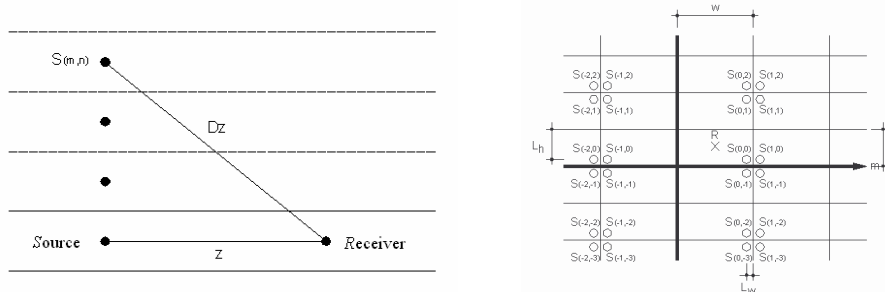 S(m,n)
Dz
Source
Receiver
z
w
S(-2,2) S(-1,2) S(0,2) S(1,2)
S(-2,1) S(-1,1) S(0,1) S(1,1)
R
Lh
S(-2,0) S(-1,0) S(0,0) S(1,0)
m
S(-2,-1) S(-1,-1) S(0,-1) S(1,-1)
S(-2,-2) S(-1,-2) S(0,-2) S(1,-2)
S(-2,-3) S(-1,-3) S(0,-3) S(1,-3)
Lw